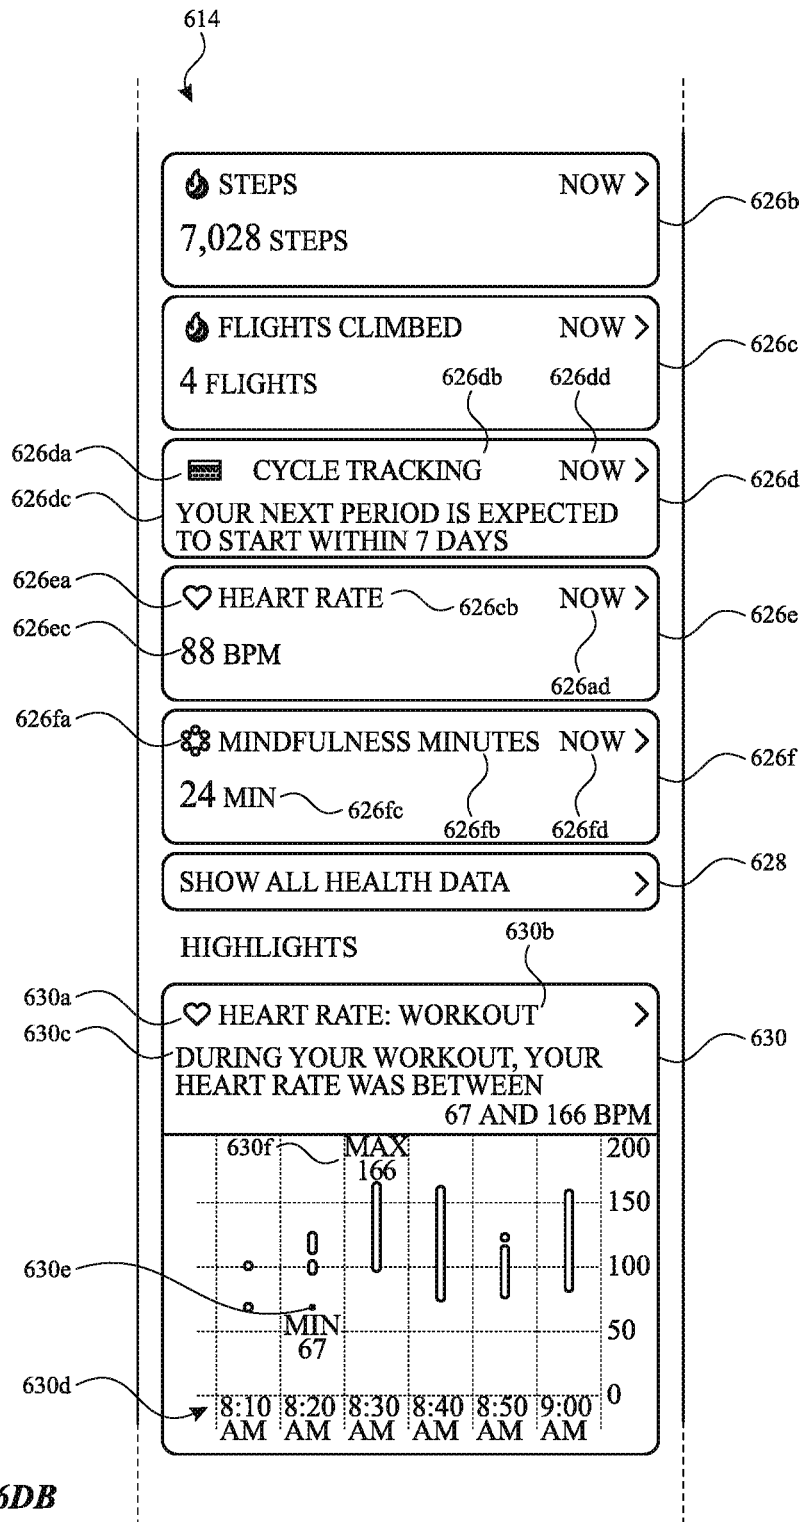 614
STEPS NOW
626b
7,028 STEPS
FLIGHTS CLIMBED NOW
626c
4 FLIGHTS
626db 626dd
626da
CYCLE TRACKING NOW
626d
626dc
YOUR NEXT PERIOD IS EXPECTED
TO START WITHIN 7 DAYS
626ea
HEART RATE 626cb NOW
626e
626ec
88 BPM
626ad
626fa
MINDFULNESS MINUTES NOW
626f
24 MIN 626fc
626fb 626fd
628
SHOW ALL HEALTH DATA
HIGHLIGHTS
630b
630a
HEART RATE: WORKOUT
630c
630
DURING YOUR WORKOUT, YOUR
HEART RATE WAS BETWEEN
67 AND 166 BPM
630f MAX 200
166
150
630e
100
MIN 50
67
630d
0
8:10 8:20 8:30 8:40 8:50 9:00
AM AM AM AM AM AM
6DB